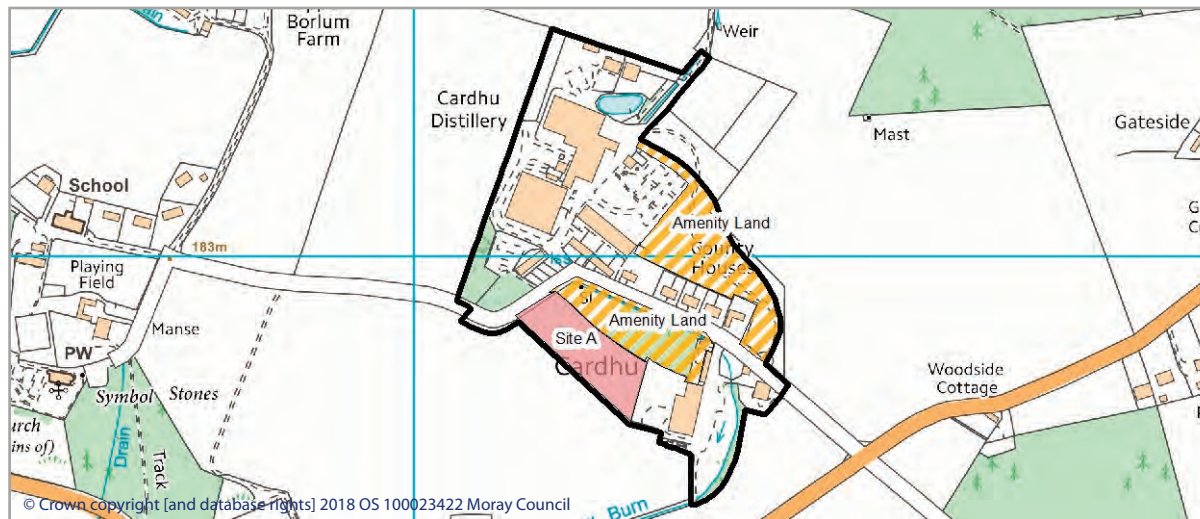 Borlum
Farm
Weir
Cardhu
Distillery
Mast
Gateside
School
183m
Amenity Land
Country
Houses
Playing
Field
Manse
Amenity Land
Site A
Cardhu
PW
Symbol Stones
Woodside
Cottage
Drain
Track
Burn
© Crown copyright [and database rights] 2018 OS 100023422 Moray Council